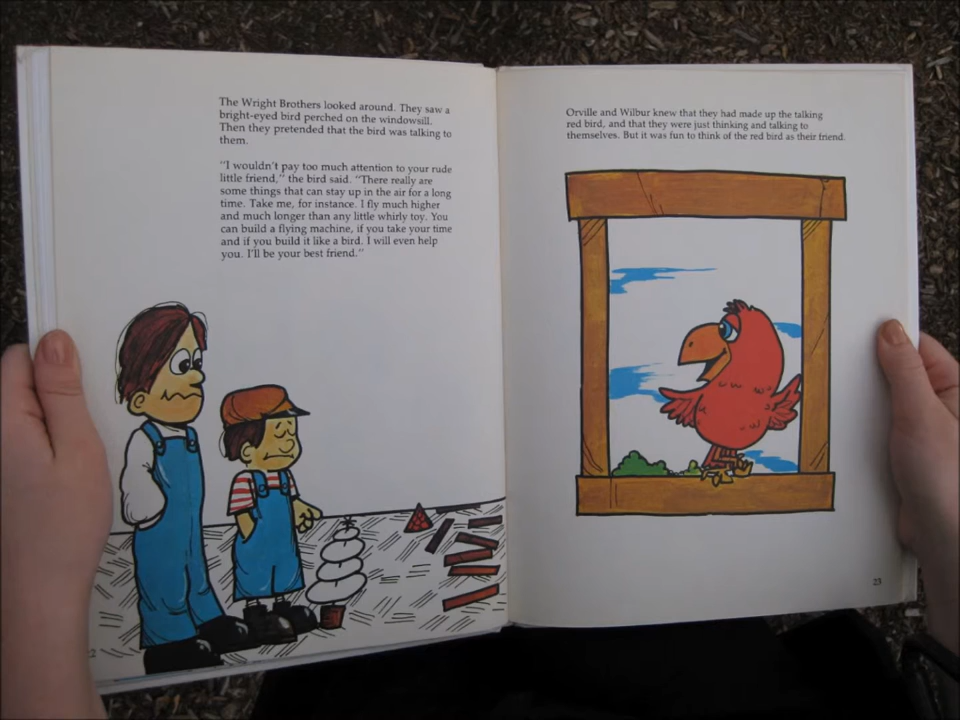 The Wright Brothers looked around. They saw a
bright-eyed bird perched on the windowsill.
Then they pretended that the bird was talking to
them.
"I wouldn't pay too much attention to your rude
little friend," the bird said. "There really are
some things that can stay up in the air for a long
time. Take me, for instance. I fly much higher
and much longer than any little whirly toy. You
can build a flying machine, if you take your time
and if you build it like a bird. I will even help
you. I'll be your best friend."
Orville and Wilbur knew that they had made up the talking
red bird, and that they were just thinking and talking to
themselves. But it was fun to think of the red bird as their friend.
23